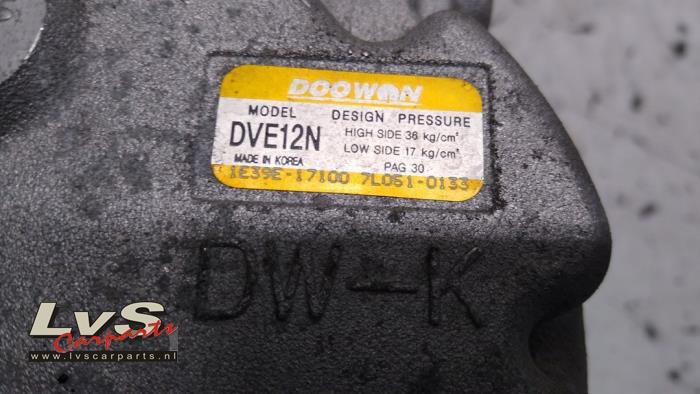 DOOWON
MODEL DESIGN PRESSURE
DVE12N HIGH SIDE 36 kg/cm²
LOW SIDE 17 kg/cm²
MADE IN KOREA PAG 30
1E39E-17100 7L051-0133
DW-K
LvS
Carparts
www.lvscarparts.nl